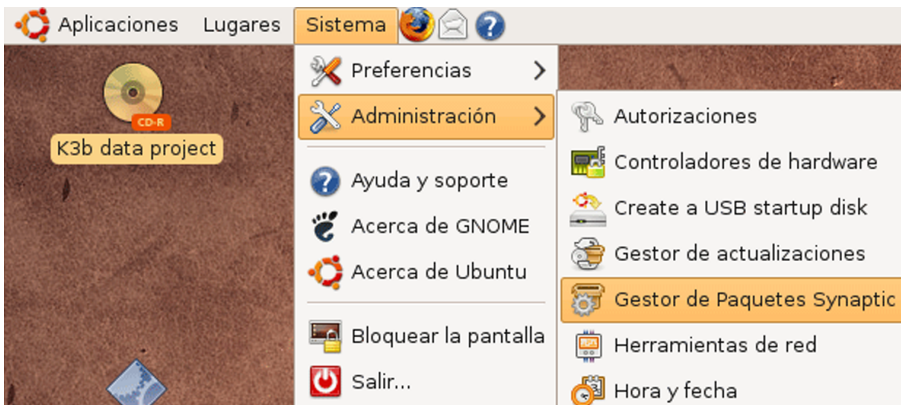 Aplicaciones Lugares Sistema
CD-R
K3b data project
Preferencias
Administración
Ayuda y soporte
Acerca de GNOME
Acerca de Ubuntu
Bloquear la pantalla
Salir...
Autorizaciones
Controladores de hardware
Create a USB startup disk
Gestor de actualizaciones
Gestor de Paquetes Synaptic
Herramientas de red
Hora y fecha